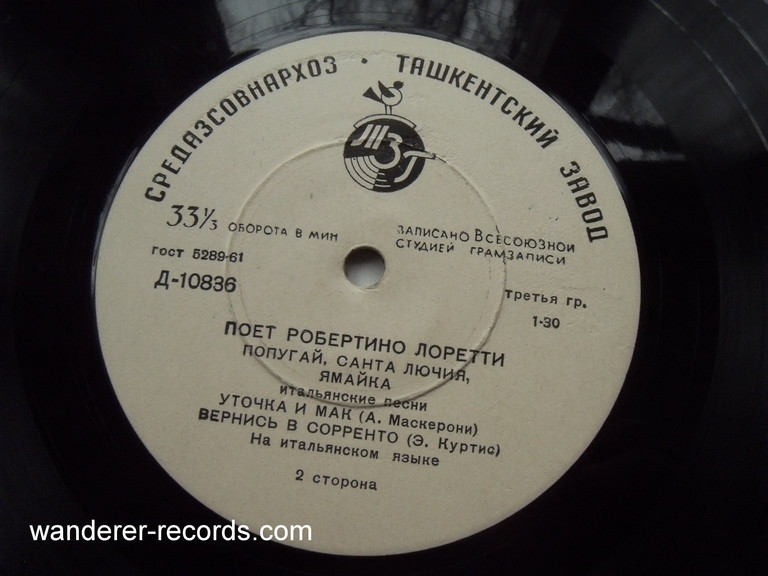 СРЕДАЗСОВНАРХОЗ · ТАШКЕНТСКИЙ ЗАВОД
ТЗГ
33⅓ ОБОРОТА В МИН
ЗАПИСАНО ВСЕСОЮЗНОЙ
СТУДИЕЙ ГРАМЗАПИСИ
ГОСТ 5289-61
Д-10836
третья гр.
1-30
ПОЕТ РОБЕРТИНО ЛОРЕТТИ
ПОПУГАЙ, САНТА ЛЮЧИЯ,
ЯМАЙКА
итальянские песни
УТОЧКА И МАК (А. Маскерони)
ВЕРНИСЬ В СОРРЕНТО (Э. Куртис)
На итальянском языке
2 сторона
wanderer-records.com